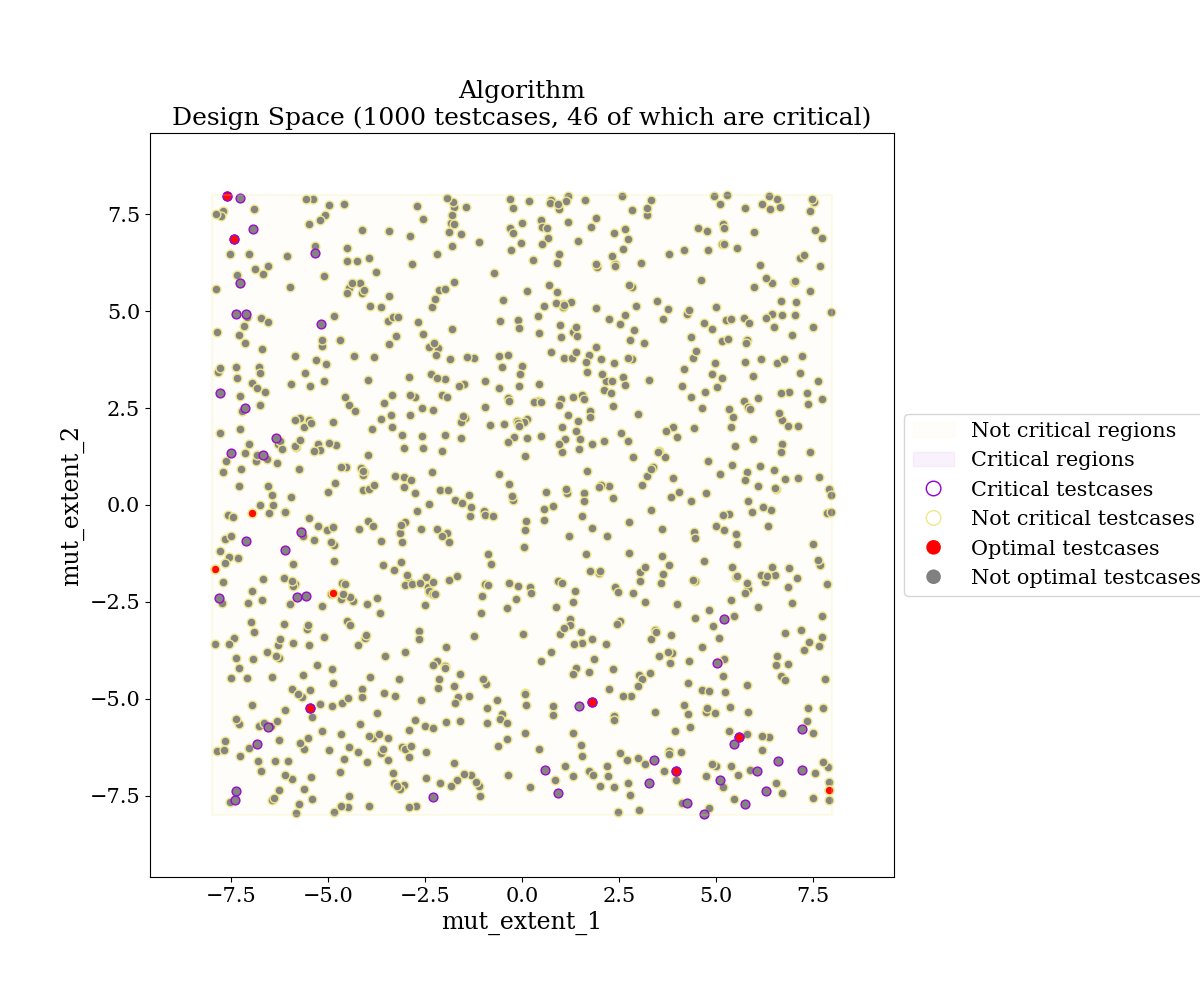 Algorithm
Design Space (1000 testcases, 46 of which are critical)
mut_extent_2
7.5
5.0
2.5
0.0
−2.5
−5.0
−7.5
−7.5 −5.0 −2.5 0.0 2.5 5.0 7.5
mut_extent_1
Not critical regions
Critical regions
Critical testcases
Not critical testcases
Optimal testcases
Not optimal testcases